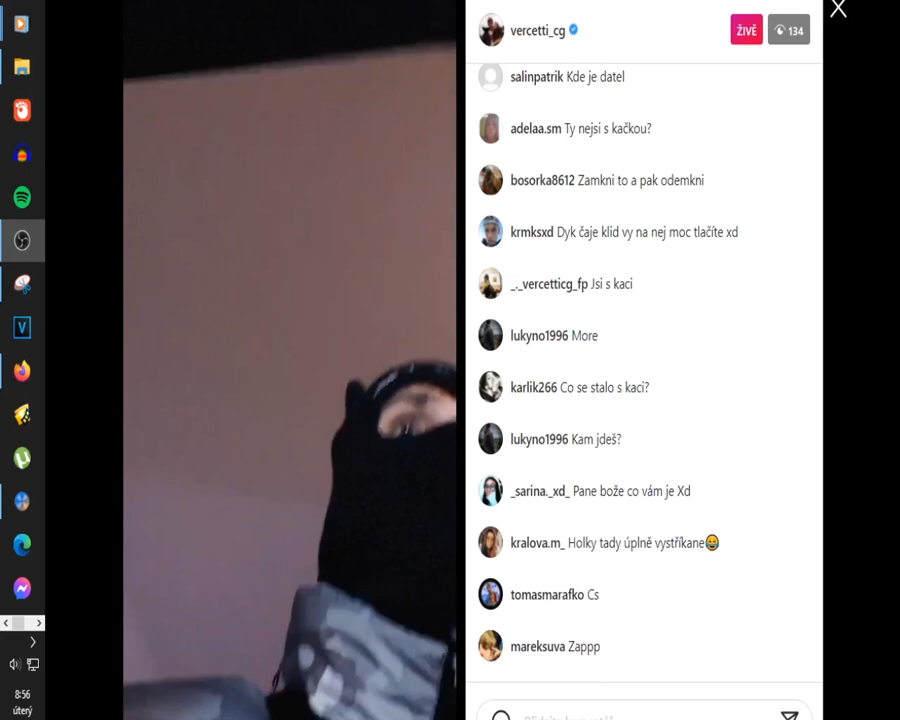 vercetti_cg
ŽIVĚ
134
salinpatrik Kde je datel
adelaa.sm Ty nejsi s kačkou?
bosorka8612 Zamkni to a pak odemkni
krmksxd Dyk čaje klid vy na nej moc tlačíte xd
_._vercetticg_fp Jsi s kaci
lukyno1996 More
karlik266 Co se stalo s kaci?
lukyno1996 Kam jdeš?
_sarina._xd_ Pane bože co vám je Xd
kralova.m_ Holky tady úplně vystříkane😂
tomasmarafko Cs
mareksuva Zappp
8:56
úterý